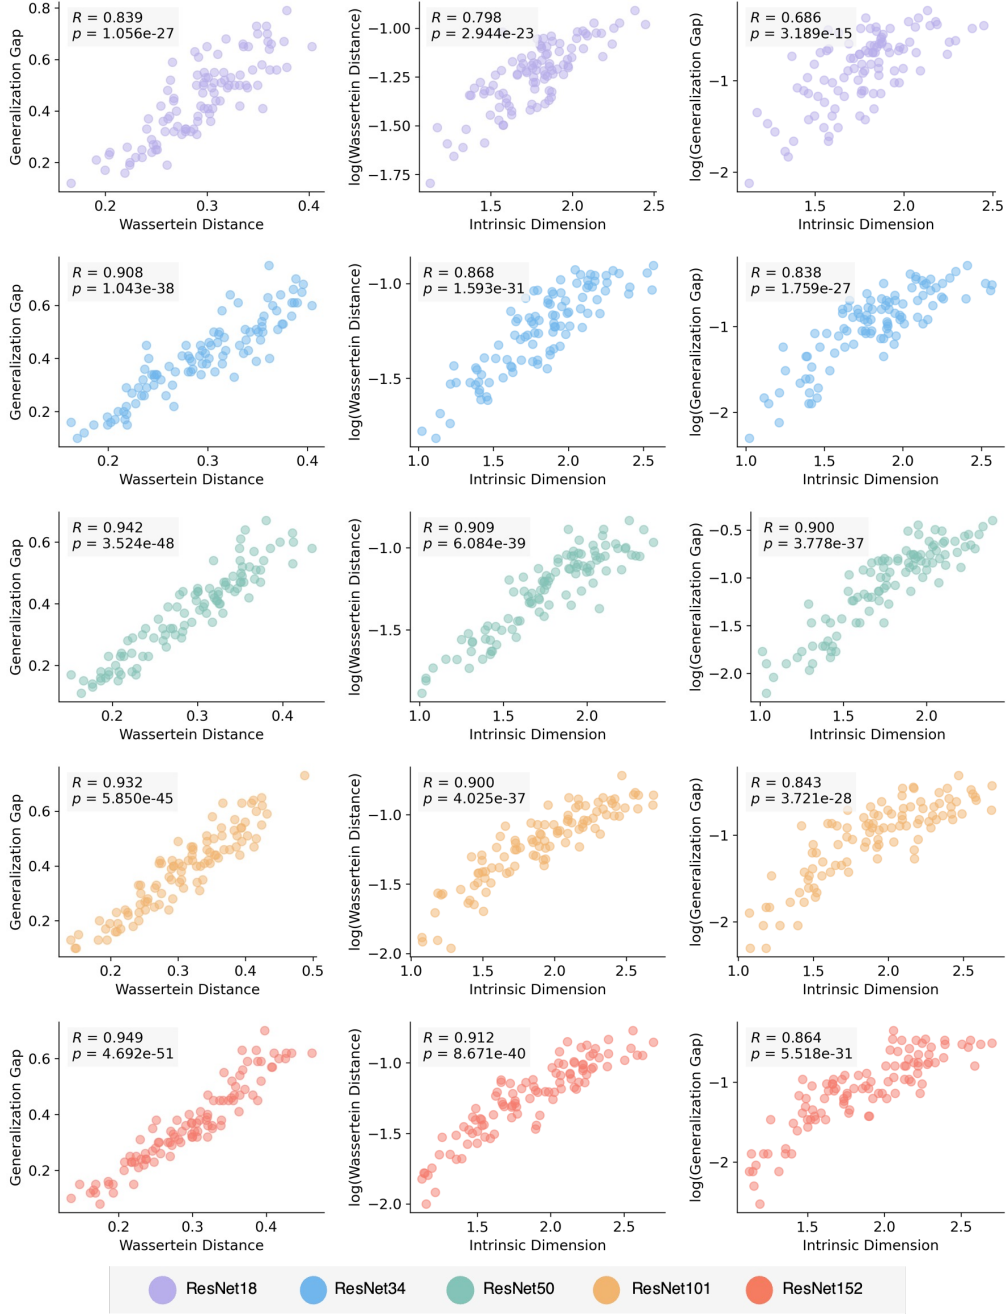 R = 0.839
p = 1.056e-27
Generalization Gap
0.8
0.6
0.4
0.2
0.2 0.3 0.4
Wassertein Distance
R = 0.798
p = 2.944e-23
log(Wassertein Distance)
−1.00
−1.25
−1.50
−1.75
1.5 2.0 2.5
Intrinsic Dimension
R = 0.686
p = 3.189e-15
log(Generalization Gap)
−1
−2
1.5 2.0 2.5
Intrinsic Dimension
R = 0.908
p = 1.043e-38
Generalization Gap
0.6
0.4
0.2
0.2 0.3 0.4
Wassertein Distance
R = 0.868
p = 1.593e-31
log(Wassertein Distance)
−1.0
−1.5
1.0 1.5 2.0 2.5
Intrinsic Dimension
R = 0.838
p = 1.759e-27
log(Generalization Gap)
−1
−2
1.0 1.5 2.0 2.5
Intrinsic Dimension
R = 0.942
p = 3.524e-48
Generalization Gap
0.6
0.4
0.2
0.2 0.3 0.4
Wassertein Distance
R = 0.909
p = 6.084e-39
log(Wassertein Distance)
−1.0
−1.5
1.0 1.5 2.0
Intrinsic Dimension
R = 0.900
p = 3.778e-37
log(Generalization Gap)
−0.5
−1.0
−1.5
−2.0
1.0 1.5 2.0
Intrinsic Dimension
R = 0.932
p = 5.850e-45
Generalization Gap
0.6
0.4
0.2
0.2 0.3 0.4 0.5
Wassertein Distance
R = 0.900
p = 4.025e-37
log(Wassertein Distance)
−1.0
−1.5
−2.0
1.0 1.5 2.0 2.5
Intrinsic Dimension
R = 0.843
p = 3.721e-28
log(Generalization Gap)
−1
−2
1.0 1.5 2.0 2.5
Intrinsic Dimension
R = 0.949
p = 4.692e-51
Generalization Gap
0.6
0.4
0.2
0.2 0.3 0.4
Wassertein Distance
R = 0.912
p = 8.671e-40
log(Wassertein Distance)
−1.0
−1.5
−2.0
1.5 2.0 2.5
Intrinsic Dimension
R = 0.864
p = 5.518e-31
log(Generalization Gap)
−1
−2
1.5 2.0 2.5
Intrinsic Dimension
ResNet18 ResNet34 ResNet50 ResNet101 ResNet152